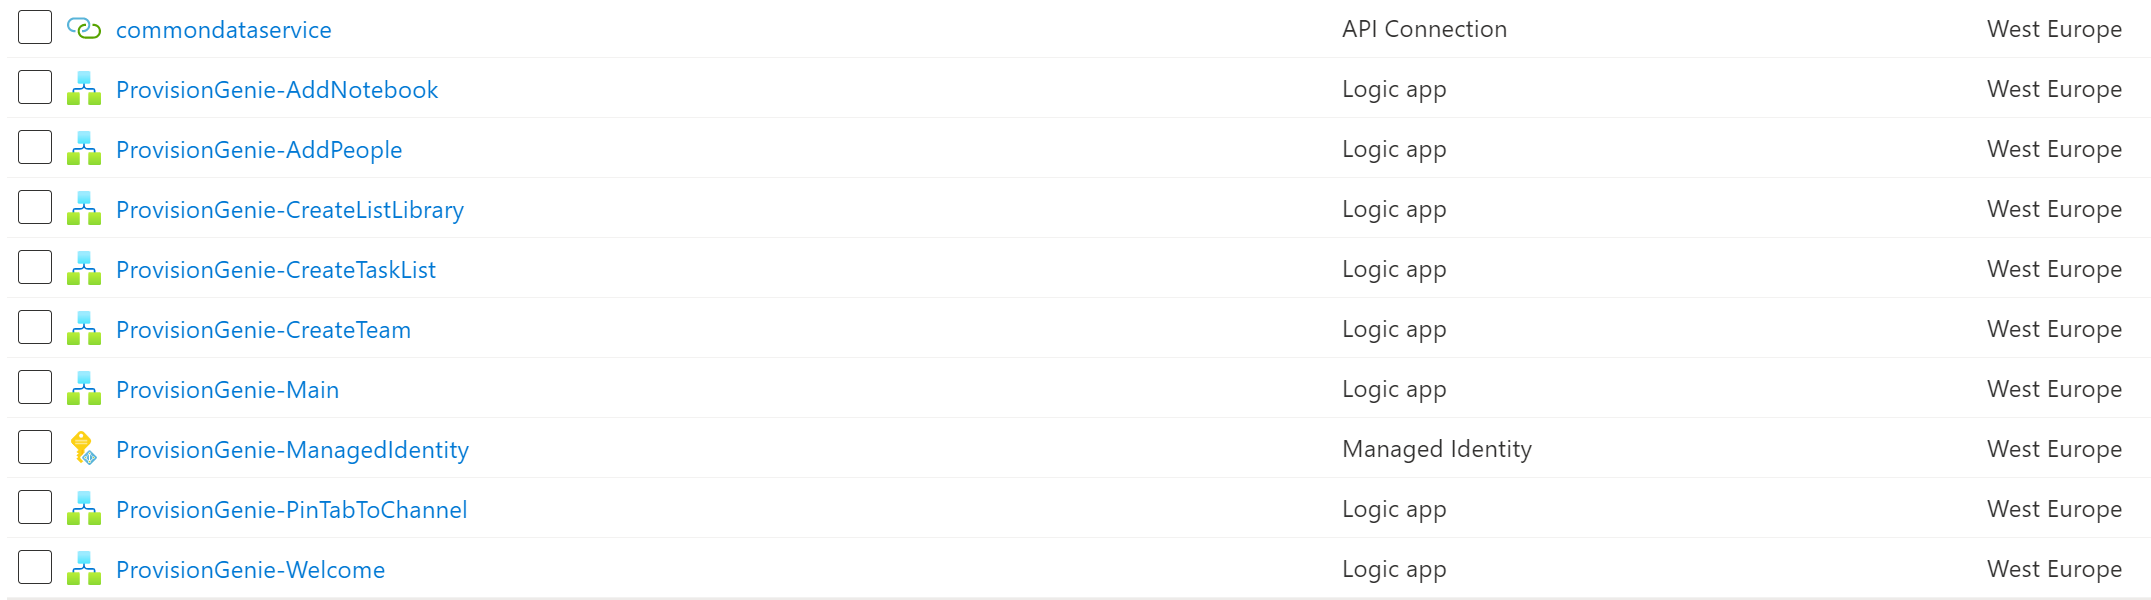 commondataservice API Connection West Europe
ProvisionGenie-AddNotebook Logic app West Europe
ProvisionGenie-AddPeople Logic app West Europe
ProvisionGenie-CreateListLibrary Logic app West Europe
ProvisionGenie-CreateTaskList Logic app West Europe
ProvisionGenie-CreateTeam Logic app West Europe
ProvisionGenie-Main Logic app West Europe
ProvisionGenie-ManagedIdentity Managed Identity West Europe
ProvisionGenie-PinTabToChannel Logic app West Europe
ProvisionGenie-Welcome Logic app West Europe